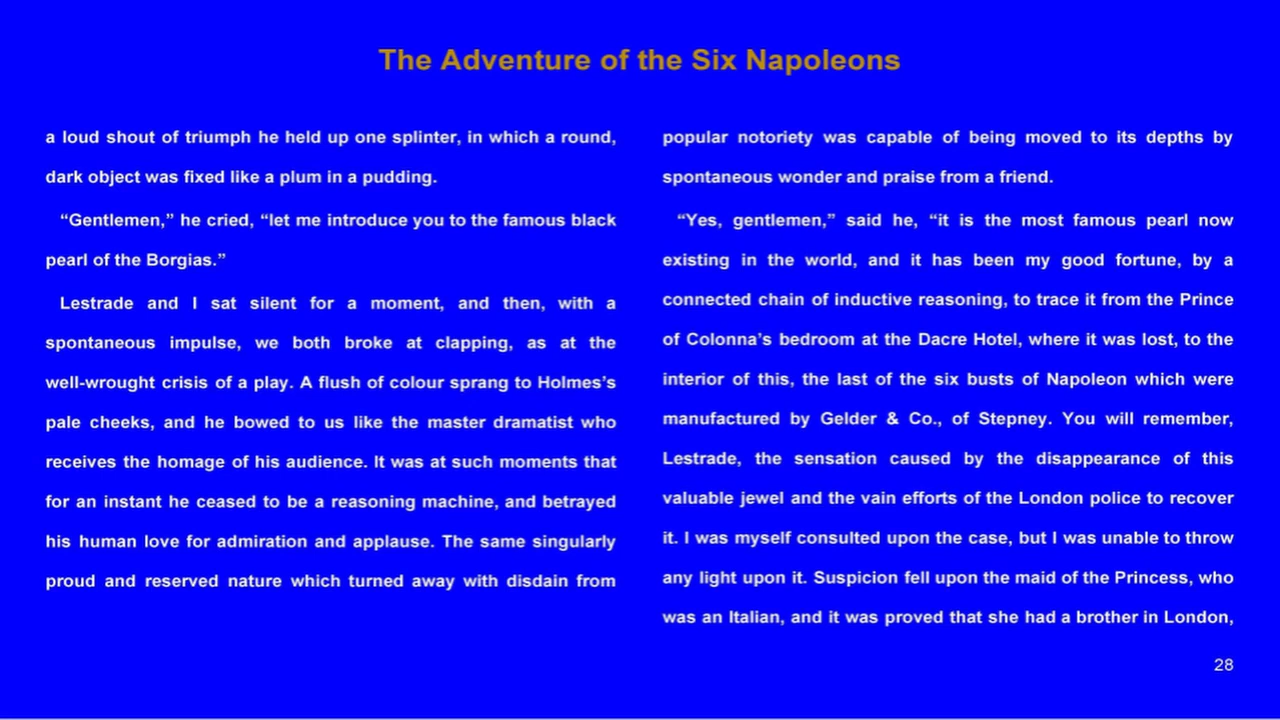 The Adventure of the Six Napoleons
a loud shout of triumph he held up one splinter, in which a round,
dark object was fixed like a plum in a pudding.
“Gentlemen,” he cried, “let me introduce you to the famous black
pearl of the Borgias.”
Lestrade and I sat silent for a moment, and then, with a
spontaneous impulse, we both broke at clapping, as at the
well-wrought crisis of a play. A flush of colour sprang to Holmes’s
pale cheeks, and he bowed to us like the master dramatist who
receives the homage of his audience. It was at such moments that
for an instant he ceased to be a reasoning machine, and betrayed
his human love for admiration and applause. The same singularly
proud and reserved nature which turned away with disdain from
popular notoriety was capable of being moved to its depths by
spontaneous wonder and praise from a friend.
“Yes, gentlemen,” said he, “it is the most famous pearl now
existing in the world, and it has been my good fortune, by a
connected chain of inductive reasoning, to trace it from the Prince
of Colonna’s bedroom at the Dacre Hotel, where it was lost, to the
interior of this, the last of the six busts of Napoleon which were
manufactured by Gelder & Co., of Stepney. You will remember,
Lestrade, the sensation caused by the disappearance of this
valuable jewel and the vain efforts of the London police to recover
it. I was myself consulted upon the case, but I was unable to throw
any light upon it. Suspicion fell upon the maid of the Princess, who
was an Italian, and it was proved that she had a brother in London,
28